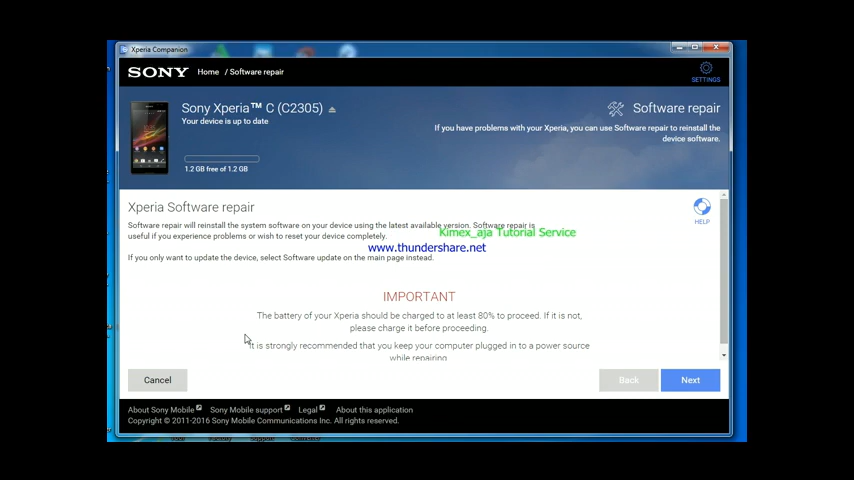 Xperia Companion
SONY
Home / Software repair
SETTINGS
Sony Xperia™ C (C2305)
Your device is up to date
1.2 GB free of 1.2 GB
Software repair
If you have problems with your Xperia, you can use Software repair to reinstall the
device software.
Xperia Software repair
HELP
Software repair will reinstall the system software on your device using the latest available version. Software repair is
useful if you experience problems or wish to reset your device completely.
Kimex_aja Tutorial Service
www.thundershare.net
If you only want to update the device, select Software update on the main page instead.
IMPORTANT
The battery of your Xperia should be charged to at least 80% to proceed. If it is not,
please charge it before proceeding.
It is strongly recommended that you keep your computer plugged in to a power source
while repairing
Cancel
Back
Next
About Sony Mobile
Sony Mobile support
Legal
About this application
Copyright © 2011-2016 Sony Mobile Communications Inc. All rights reserved.